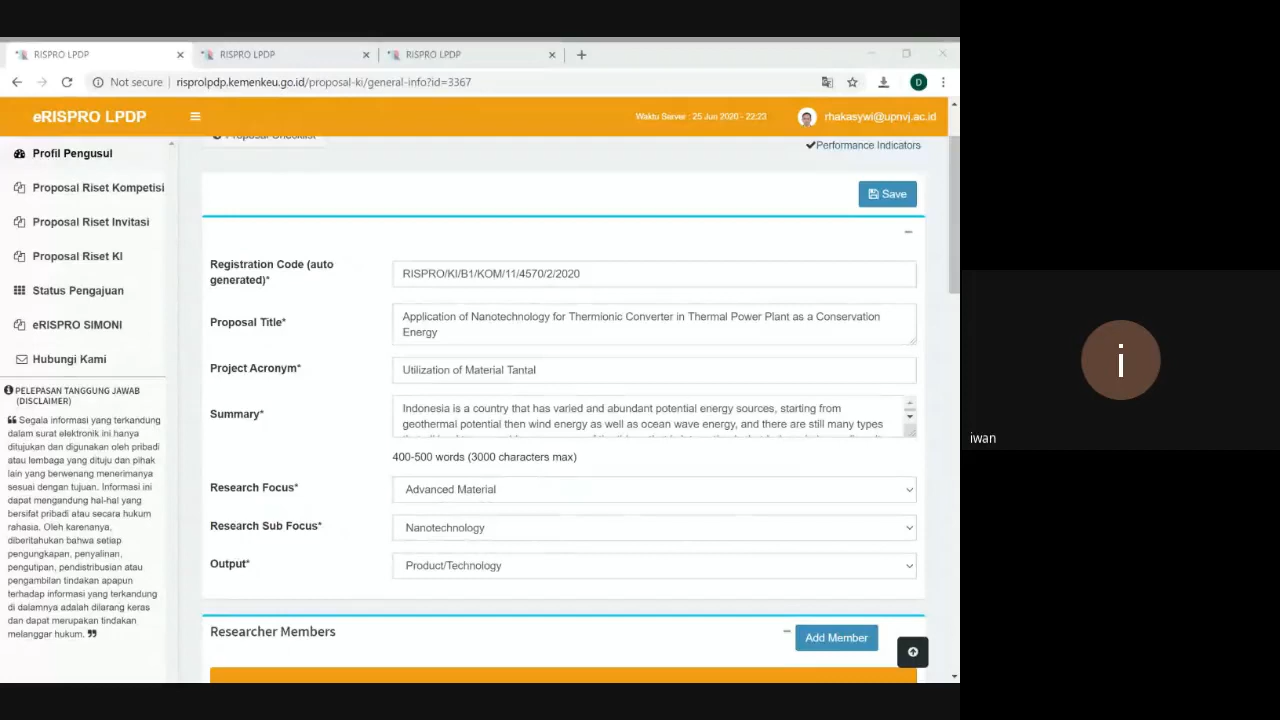 RISPRO LPDP
RISPRO LPDP
RISPRO LPDP
Not secure
risprolpdp.kemenkeu.go.id/proposal-ki/general-info?id=3367
D
eRISPRO LPDP
Waktu Server : 25 Jun 2020 - 22:23
rhakasywi@upnvj.ac.id
Profil Pengusul
Proposal Riset Kompetisi
Proposal Riset Invitasi
Proposal Riset KI
Status Pengajuan
eRISPRO SIMONI
Hubungi Kami
PELEPASAN TANGGUNG JAWAB
(DISCLAIMER)
Segala informasi yang terkandung
dalam surat elektronik ini hanya
ditujukan dan digunakan oleh pribadi
atau lembaga yang dituju dan pihak
lain yang berwenang menerimanya
sesuai dengan tujuan. Informasi ini
dapat mengandung hal-hal yang
bersifat pribadi atau secara hukum
rahasia. Oleh karenanya,
diberitahukan bahwa setiap
pengungkapan, penyalinan,
pengutipan, pendistribusian atau
pengambilan tindakan apapun
terhadap informasi yang terkandung
di dalamnya adalah dilarang keras
dan dapat merupakan tindakan
melanggar hukum.
Proposal Checklist
Performance Indicators
Save
Registration Code (auto
generated)*
RISPRO/KI/B1/KOM/11/4570/2/2020
Proposal Title*
Application of Nanotechnology for Thermionic Converter in Thermal Power Plant as a Conservation
Energy
Project Acronym*
Utilization of Material Tantal
Summary*
Indonesia is a country that has varied and abundant potential energy sources, starting from
geothermal potential then wind energy as well as ocean wave energy, and there are still many types
400-500 words (3000 characters max)
Research Focus*
Advanced Material
Research Sub Focus*
Nanotechnology
Output*
Product/Technology
Researcher Members
Add Member
i
iwan